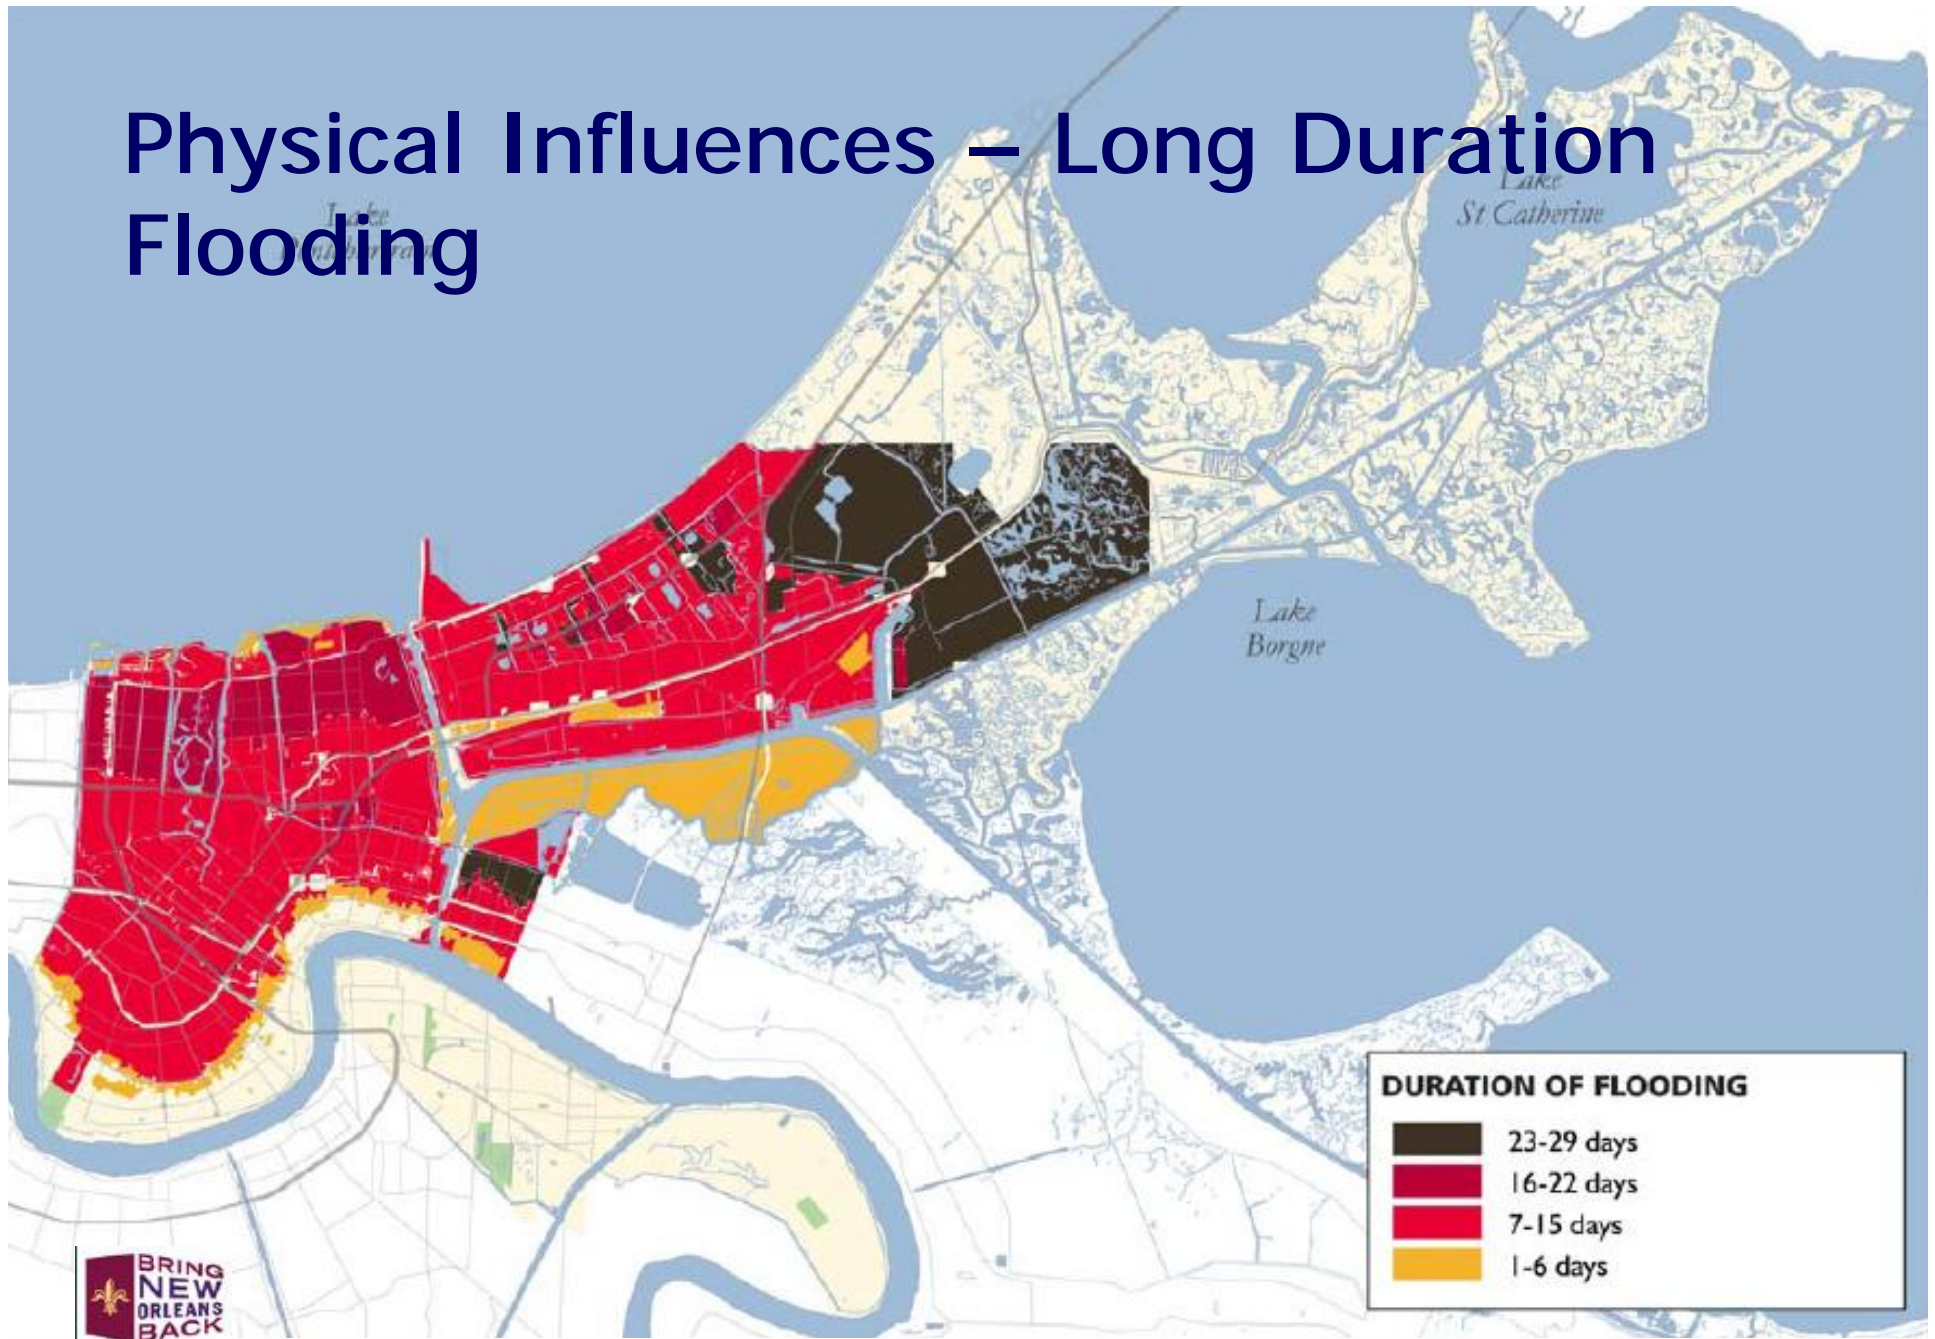 Physical Influences – Long Duration
Flooding
Lake
Lake
St Catherine
Lake
Borgne
DURATION OF FLOODING
23-29 days
16-22 days
7-15 days
1-6 days
BRING
NEW
ORLEANS
BACK